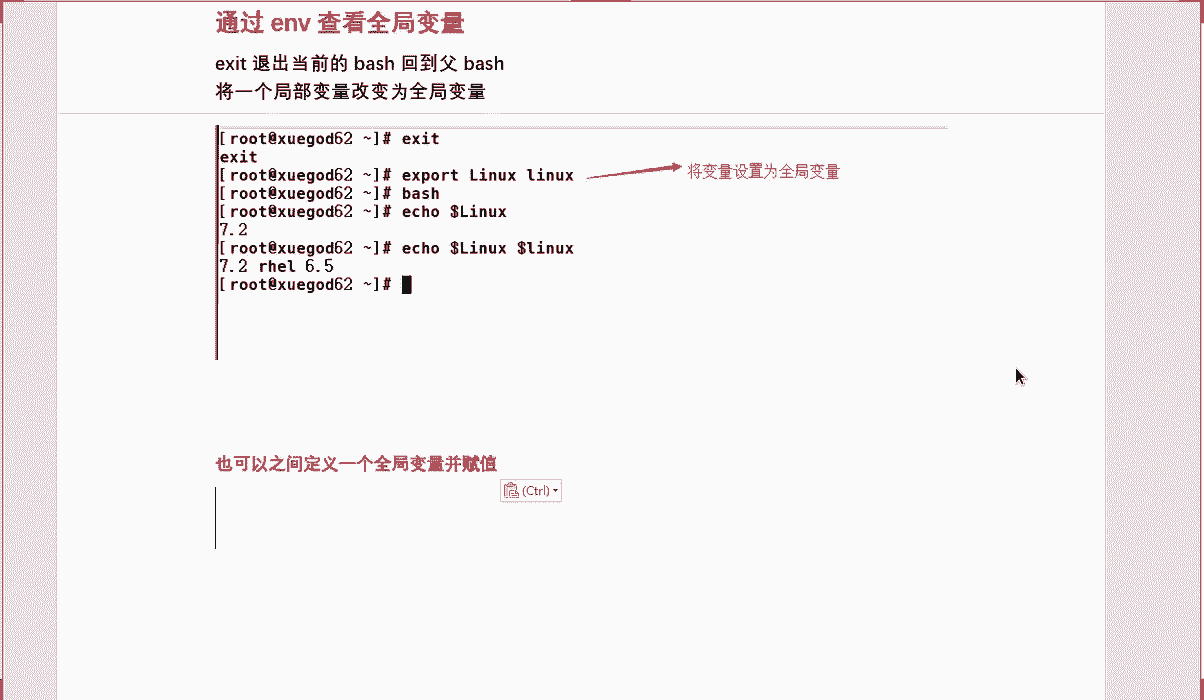 通过 env 查看全局变量
exit 退出当前的 bash 回到父 bash
将一个局部变量改变为全局变量
[root@xuegod62 ~]# exit
exit
[root@xuegod62 ~]# export Linux linux
将变量设置为全局变量
[root@xuegod62 ~]# bash
[root@xuegod62 ~]# echo $Linux
7.2
[root@xuegod62 ~]# echo $Linux $linux
7.2 rhel 6.5
[root@xuegod62 ~]#
也可以之间定义一个全局变量并赋值
(Ctrl)